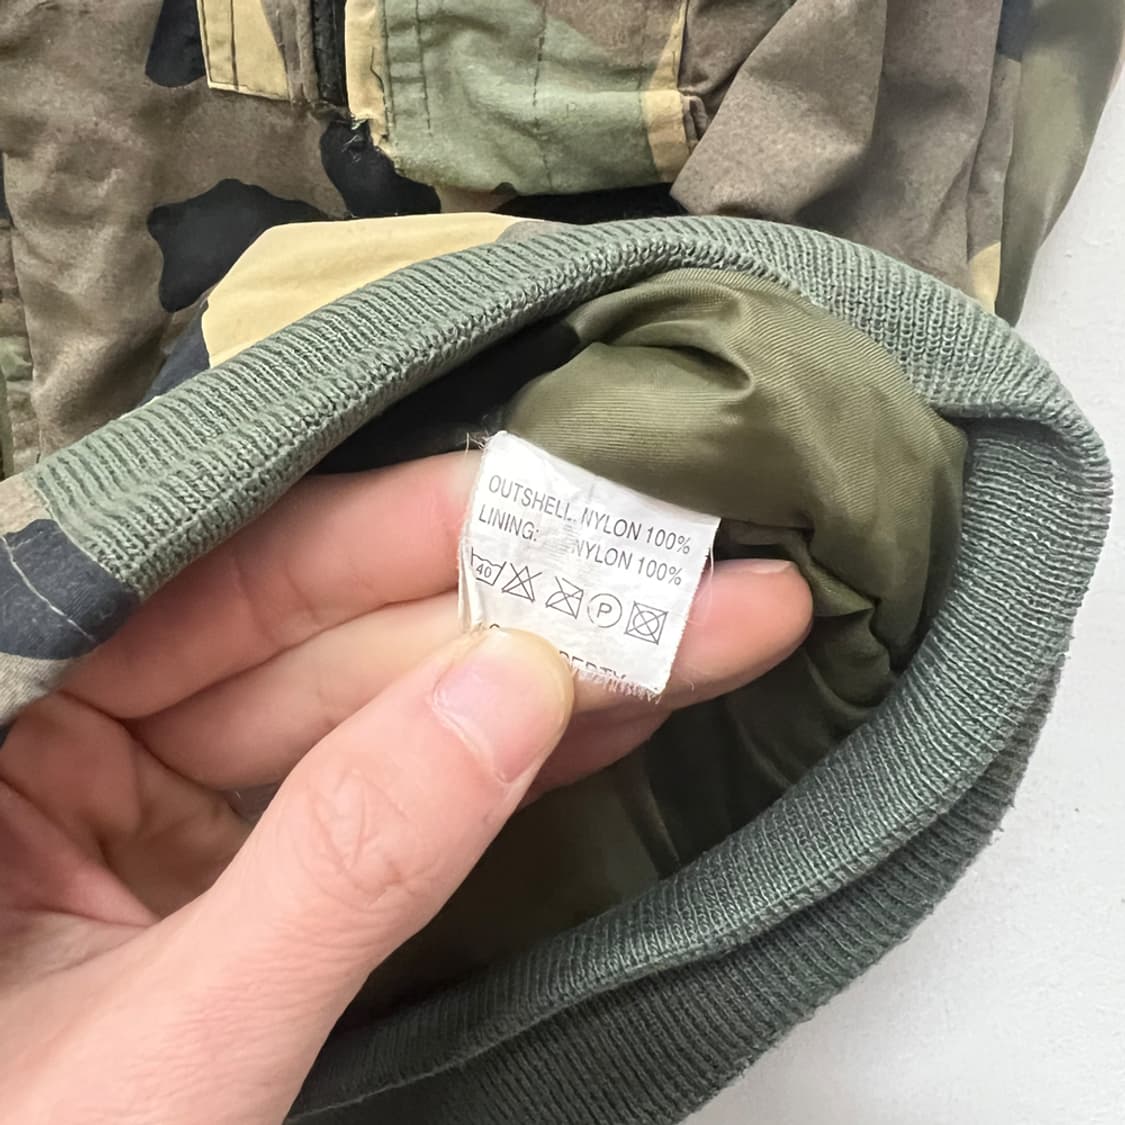 OUTSHELL: NYLON 100%
LINING: NYLON 100%
40 P